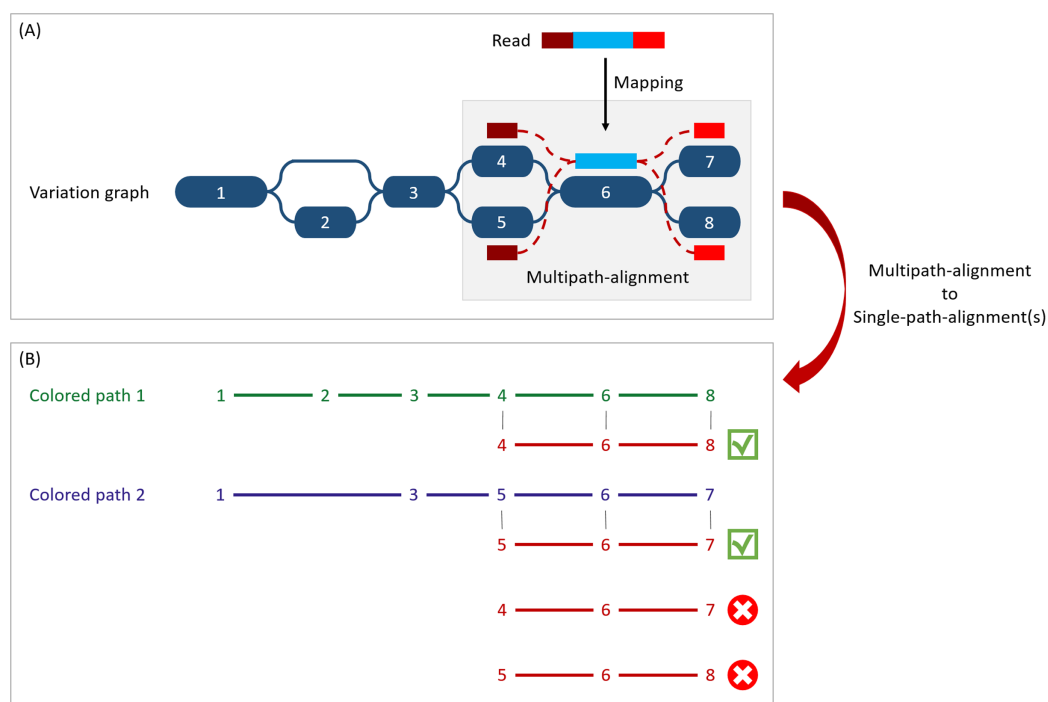 (A)
Read
Mapping
4
7
Variation graph
1
3
6
2
5
8
Multipath-alignment
Multipath-alignment
to
Single-path-alignment(s)
(B)
Colored path 1 1 2 3 4 6 8
4 6 8
Colored path 2 1 3 5 6 7
5 6 7
4 6 7
5 6 8